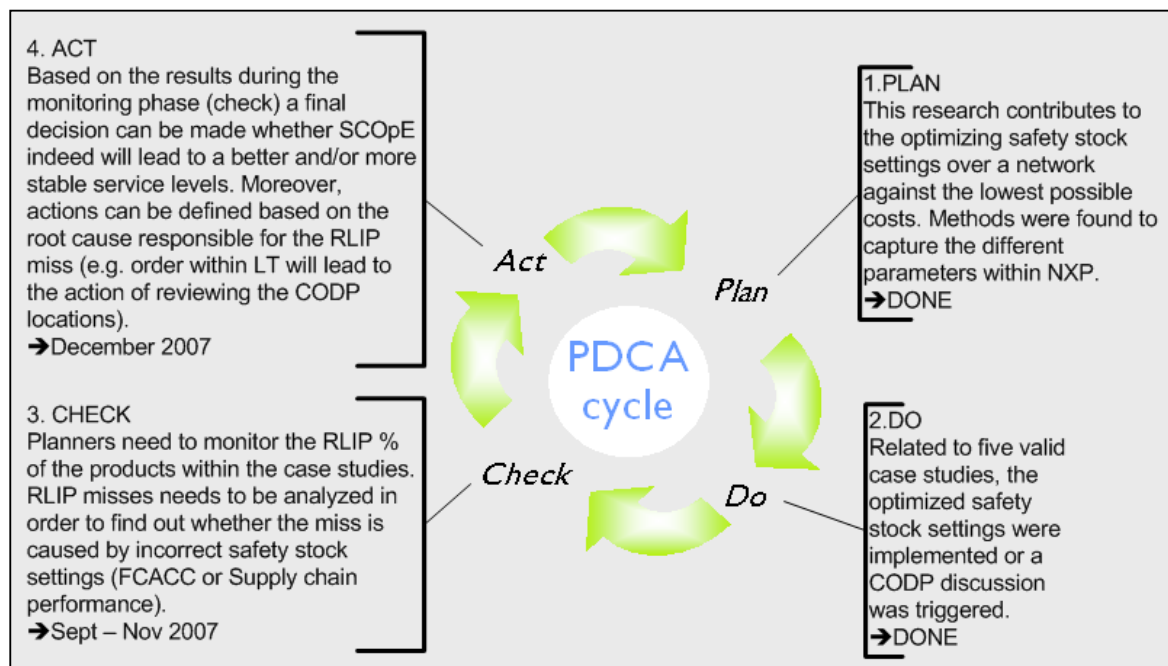 4. ACT
Based on the results during the
monitoring phase (check) a final
decision can be made whether SCOpE
indeed will lead to a better and/or more
stable service levels. Moreover,
actions can be defined based on the
root cause responsible for the RLIP
miss (e.g. order within LT will lead to
the action of reviewing the CODP
locations).
➔December 2007
1.PLAN
This research contributes to
the optimizing safety stock
settings over a network
against the lowest possible
costs. Methods were found to
capture the different
parameters within NXP.
➔DONE
Act
Plan
PDCA
cycle
Check
Do
3. CHECK
Planners need to monitor the RLIP %
of the products within the case studies.
RLIP misses needs to be analyzed in
order to find out whether the miss is
caused by incorrect safety stock
settings (FCACC or Supply chain
performance).
➔Sept – Nov 2007
2.DO
Related to five valid
case studies, the
optimized safety
stock settings were
implemented or a
CODP discussion
was triggered.
➔DONE